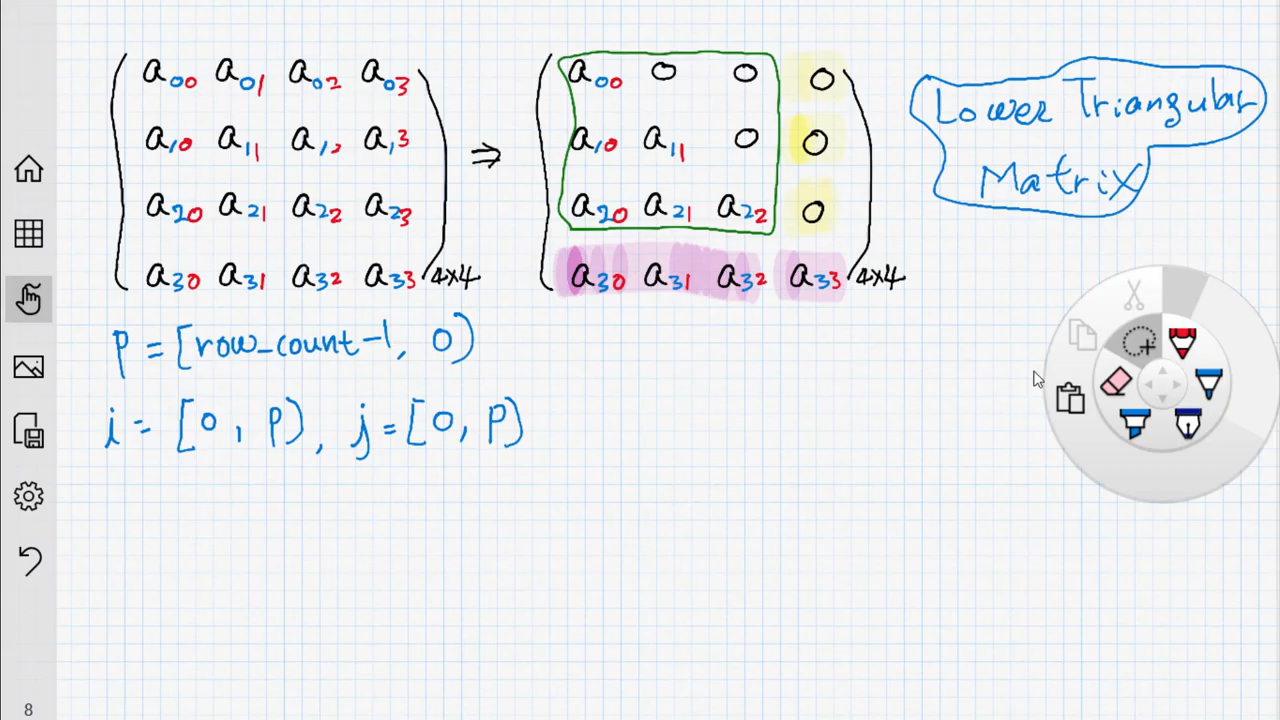 a00 a01 a02 a03
a10 a11 a12 a13
a20 a21 a22 a23
a30 a31 a32 a33 4x4
⇒
a00 0 0 0
a10 a11 0 0
a20 a21 a22 0
a30 a31 a32 a33 4x4
Lower Triangular
Matrix
P = [row_count-1, 0)
i = [0, P), j = [0, P)
8